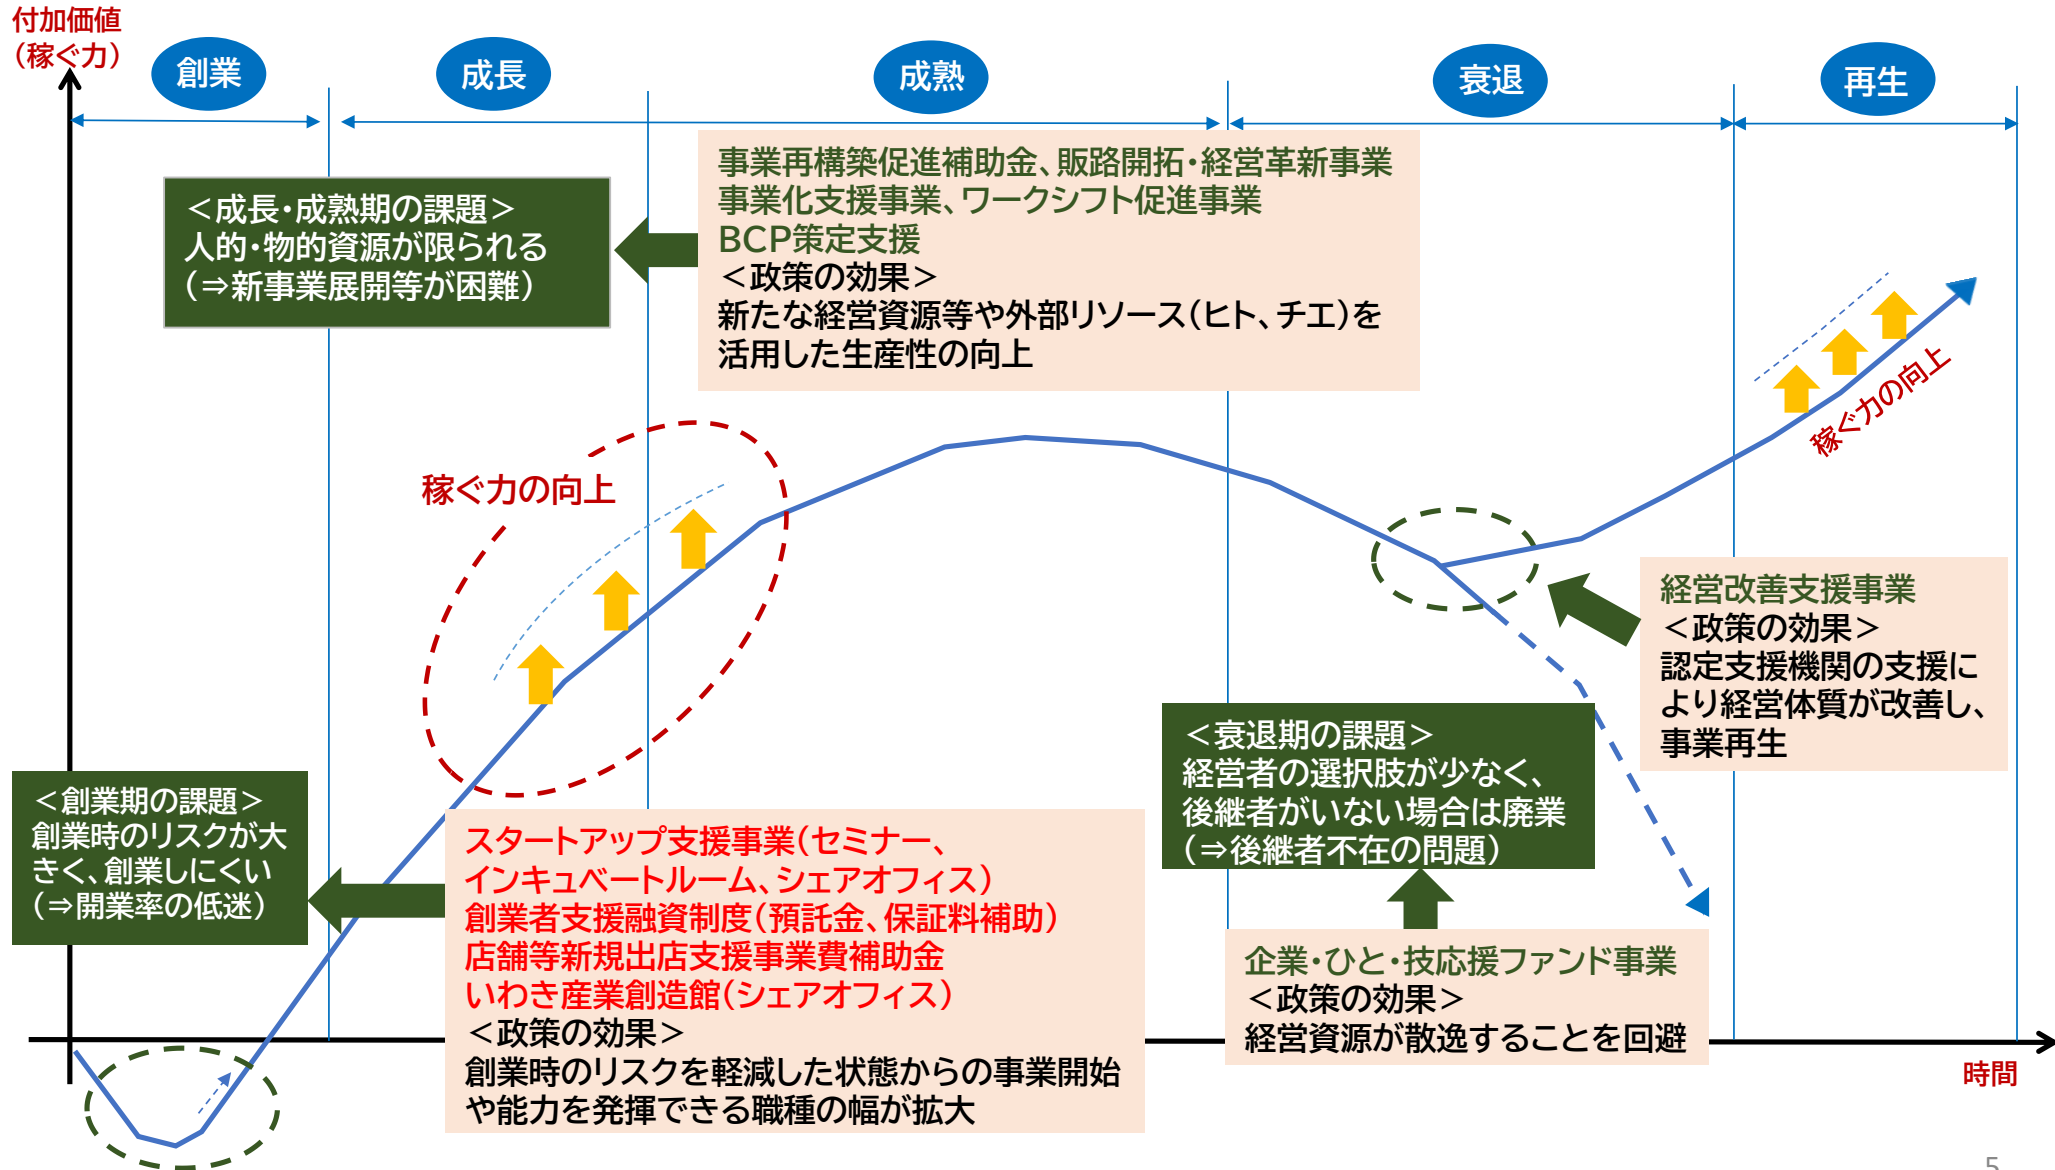 付加価値
（稼ぐ力）
創業
成長
成熟
衰退
再生
＜成長・成熟期の課題＞
人的・物的資源が限られる
（⇒新事業展開等が困難）
事業再構築促進補助金、販路開拓・経営革新事業
事業化支援事業、ワークシフト促進事業
BCP策定支援
＜政策の効果＞
新たな経営資源等や外部リソース（ヒト、チエ）を
活用した生産性の向上
稼ぐ力の向上
稼ぐ力の向上
経営改善支援事業
＜政策の効果＞
認定支援機関の支援に
より経営体質が改善し、
事業再生
＜衰退期の課題＞
経営者の選択肢が少なく、
後継者がいない場合は廃業
（⇒後継者不在の問題）
＜創業期の課題＞
創業時のリスクが大
きく、創業しにくい
（⇒開業率の低迷）
スタートアップ支援事業（セミナー、
インキュベートルーム、シェアオフィス）
創業者支援融資制度（預託金、保証料補助）
店舗等新規出店支援事業費補助金
いわき産業創造館（シェアオフィス）
＜政策の効果＞
創業時のリスクを軽減した状態からの事業開始
や能力を発揮できる職種の幅が拡大
企業・ひと・技応援ファンド事業
＜政策の効果＞
経営資源が散逸することを回避
時間
5